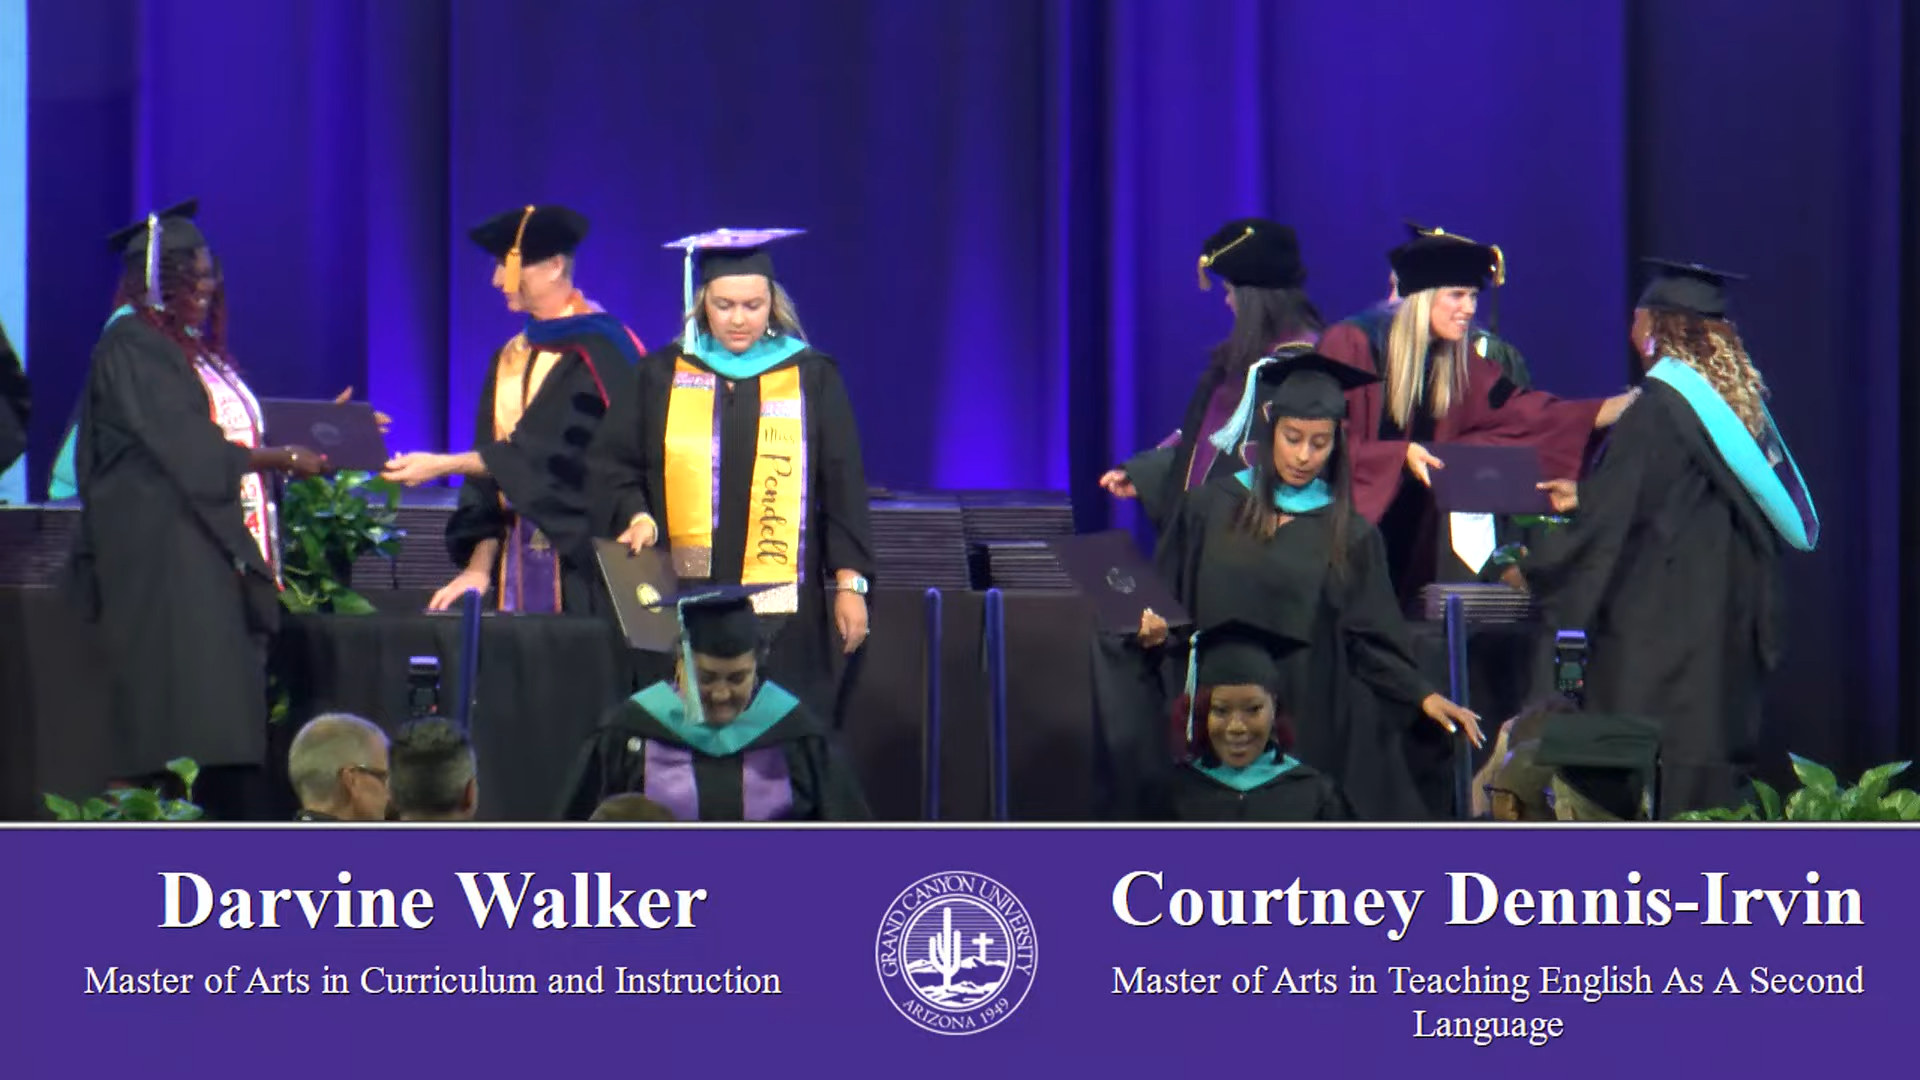 Miss
Pendell
Darvine Walker
Master of Arts in Curriculum and Instruction
GRAND CANYON UNIVERSITY
ARIZONA 1949
Courtney Dennis-Irvin
Master of Arts in Teaching English As A Second
Language